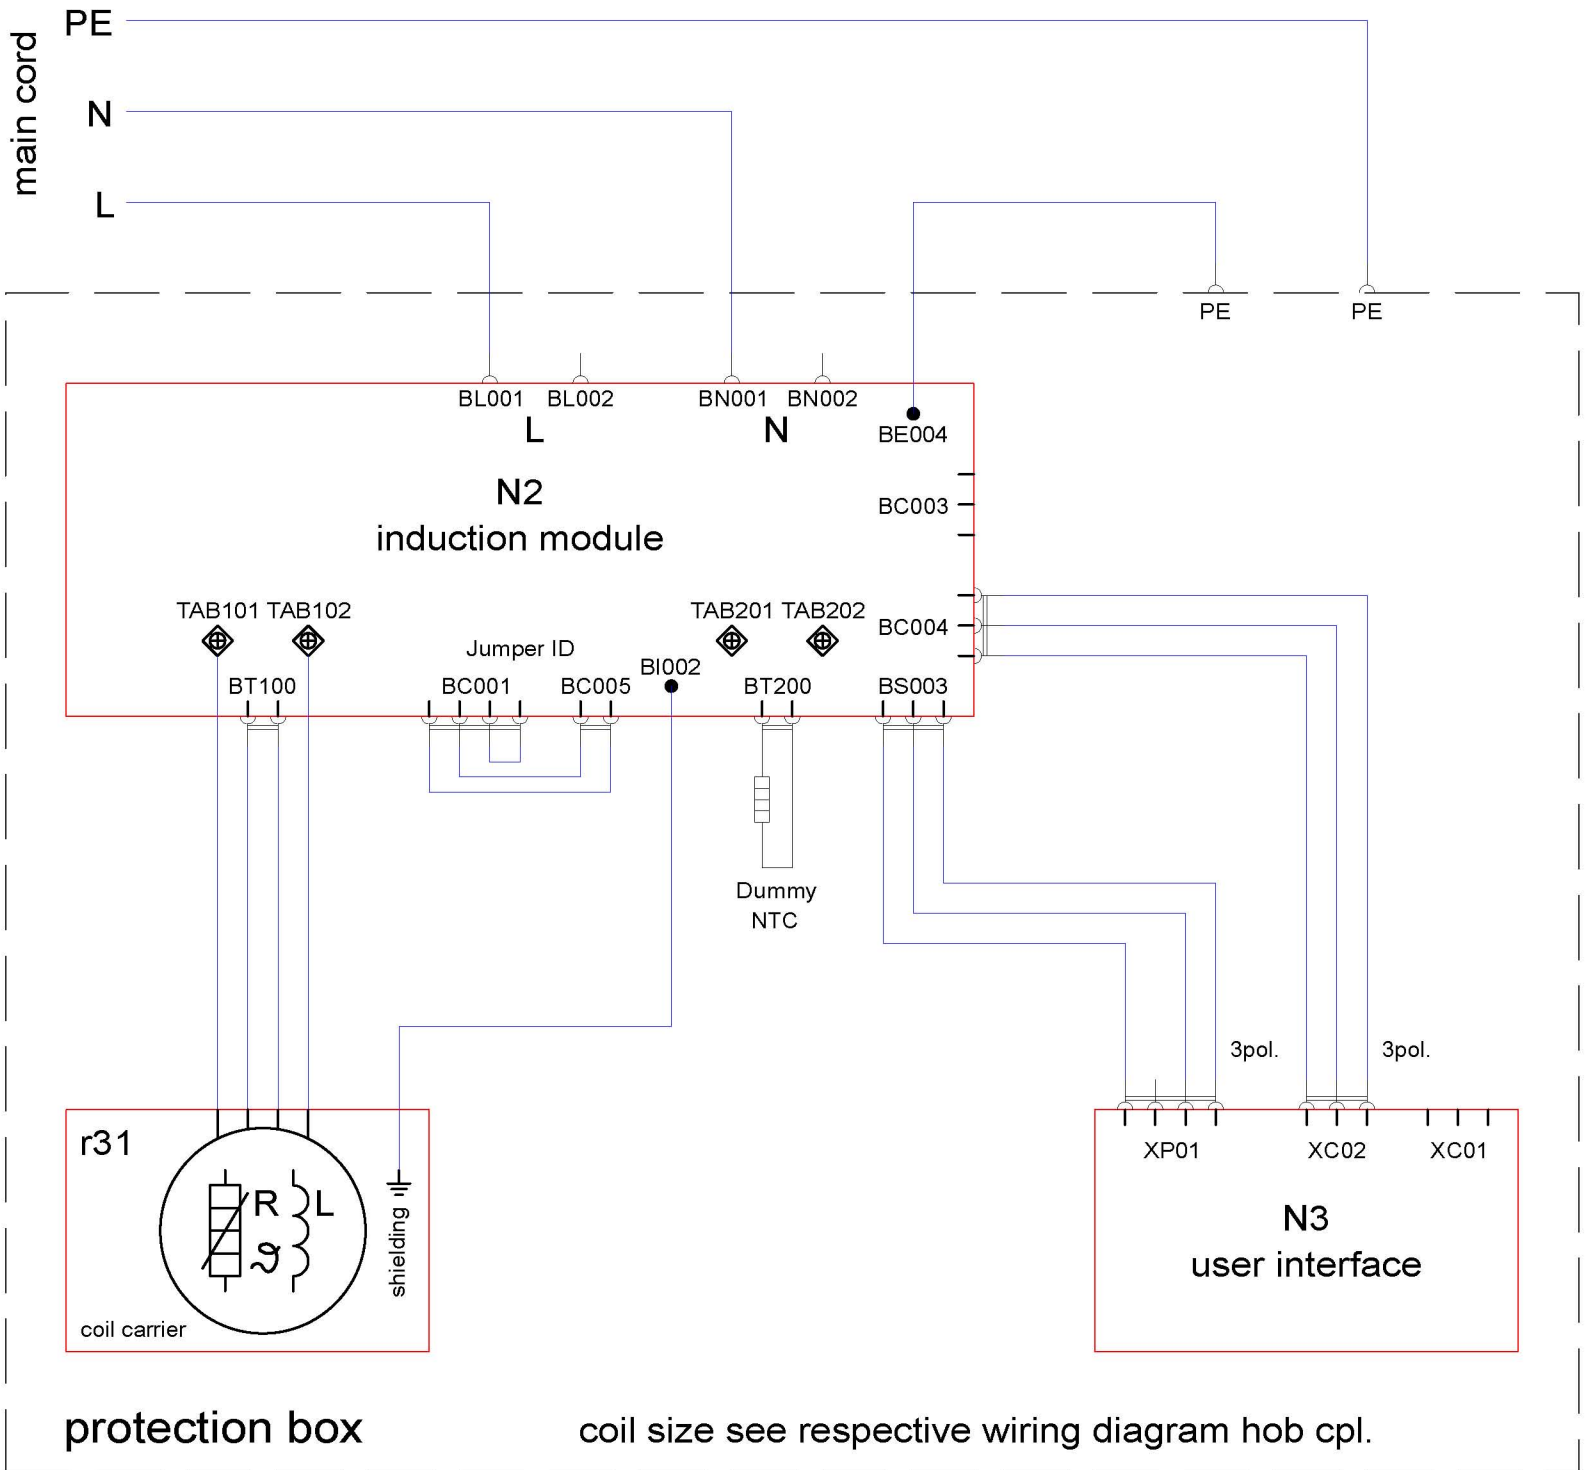 main cord
PE
N
L
PE
PE
BL001
BL002
BN001
BN002
L
N
BE004
N2
induction module
BC003
TAB101
TAB102
TAB201
TAB202
BC004
Jumper ID
BI002
BT100
BC001
BC005
BT200
BS003
Dummy
NTC
3pol.
3pol.
r31
R
L
ϑ
shielding
coil carrier
XP01
XC02
XC01
N3
user interface
protection box
coil size see respective wiring diagram hob cpl.